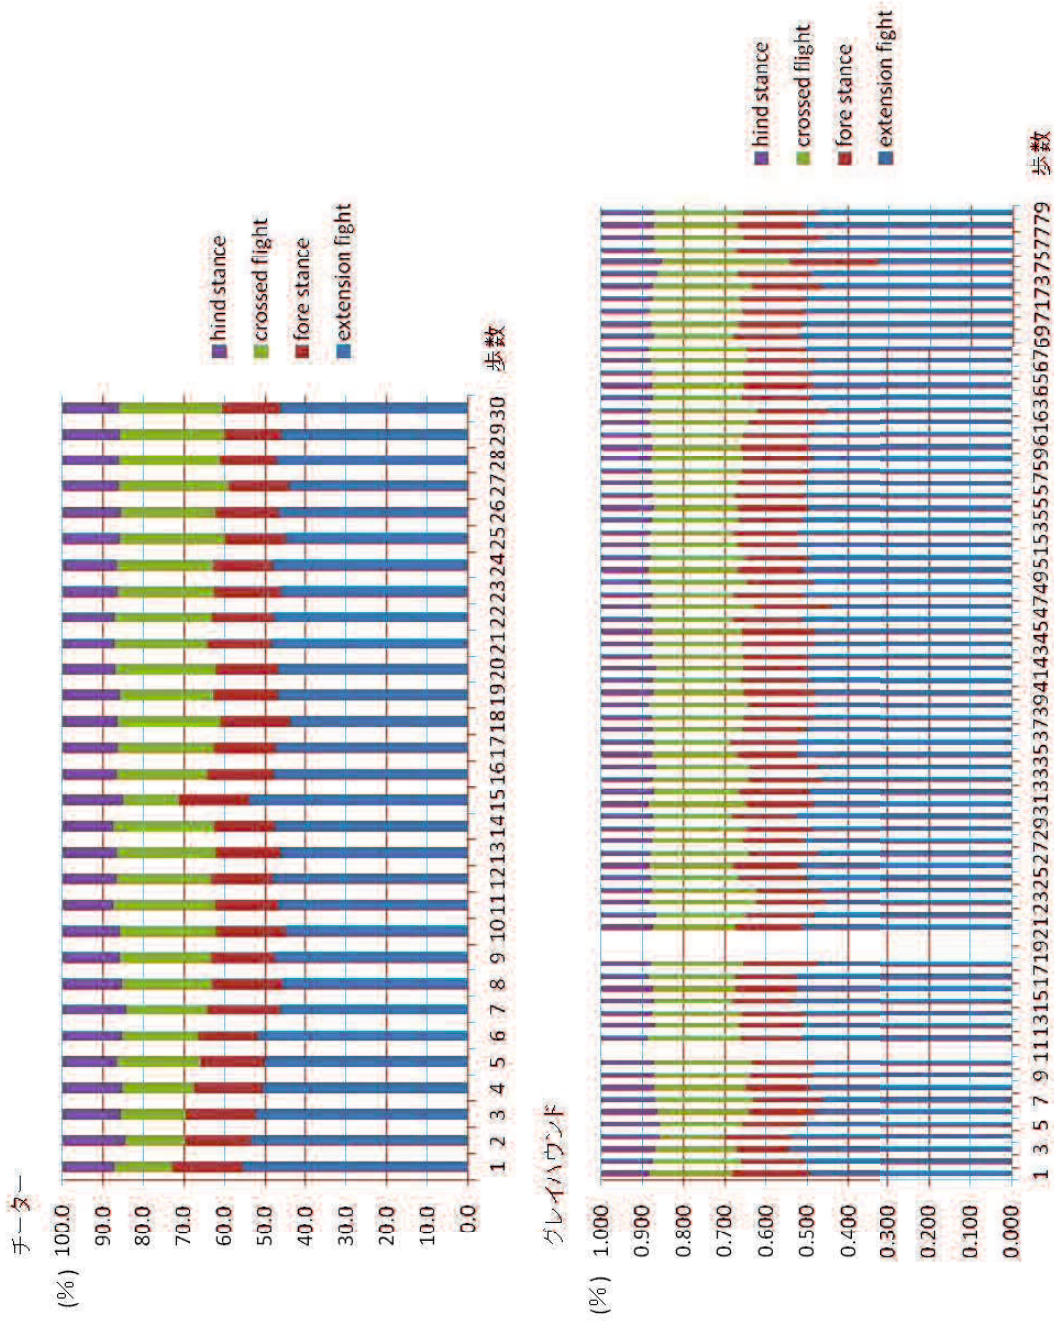 チーター
(%)
100.0
90.0
80.0
70.0
60.0
50.0
40.0
30.0
20.0
10.0
0.0
1 2 3 4 5 6 7 8 9 10 11 12 13 14 15 16 17 18 19 20 21 22 23 24 25 26 27 28 29 30
歩数
hind stance
crossed flight
fore stance
extension fight
グレイハウンド
(%)
1.000
0.900
0.800
0.700
0.600
0.500
0.400
0.300
0.200
0.100
0.000
1 3 5 7 9 11 13 15 17 19 21 23 25 27 29 31 33 35 37 39 41 43 45 47 49 51 53 55 57 59 61 63 65 67 69 71 73 75 77 79
歩数
hind stance
crossed flight
fore stance
extension fight